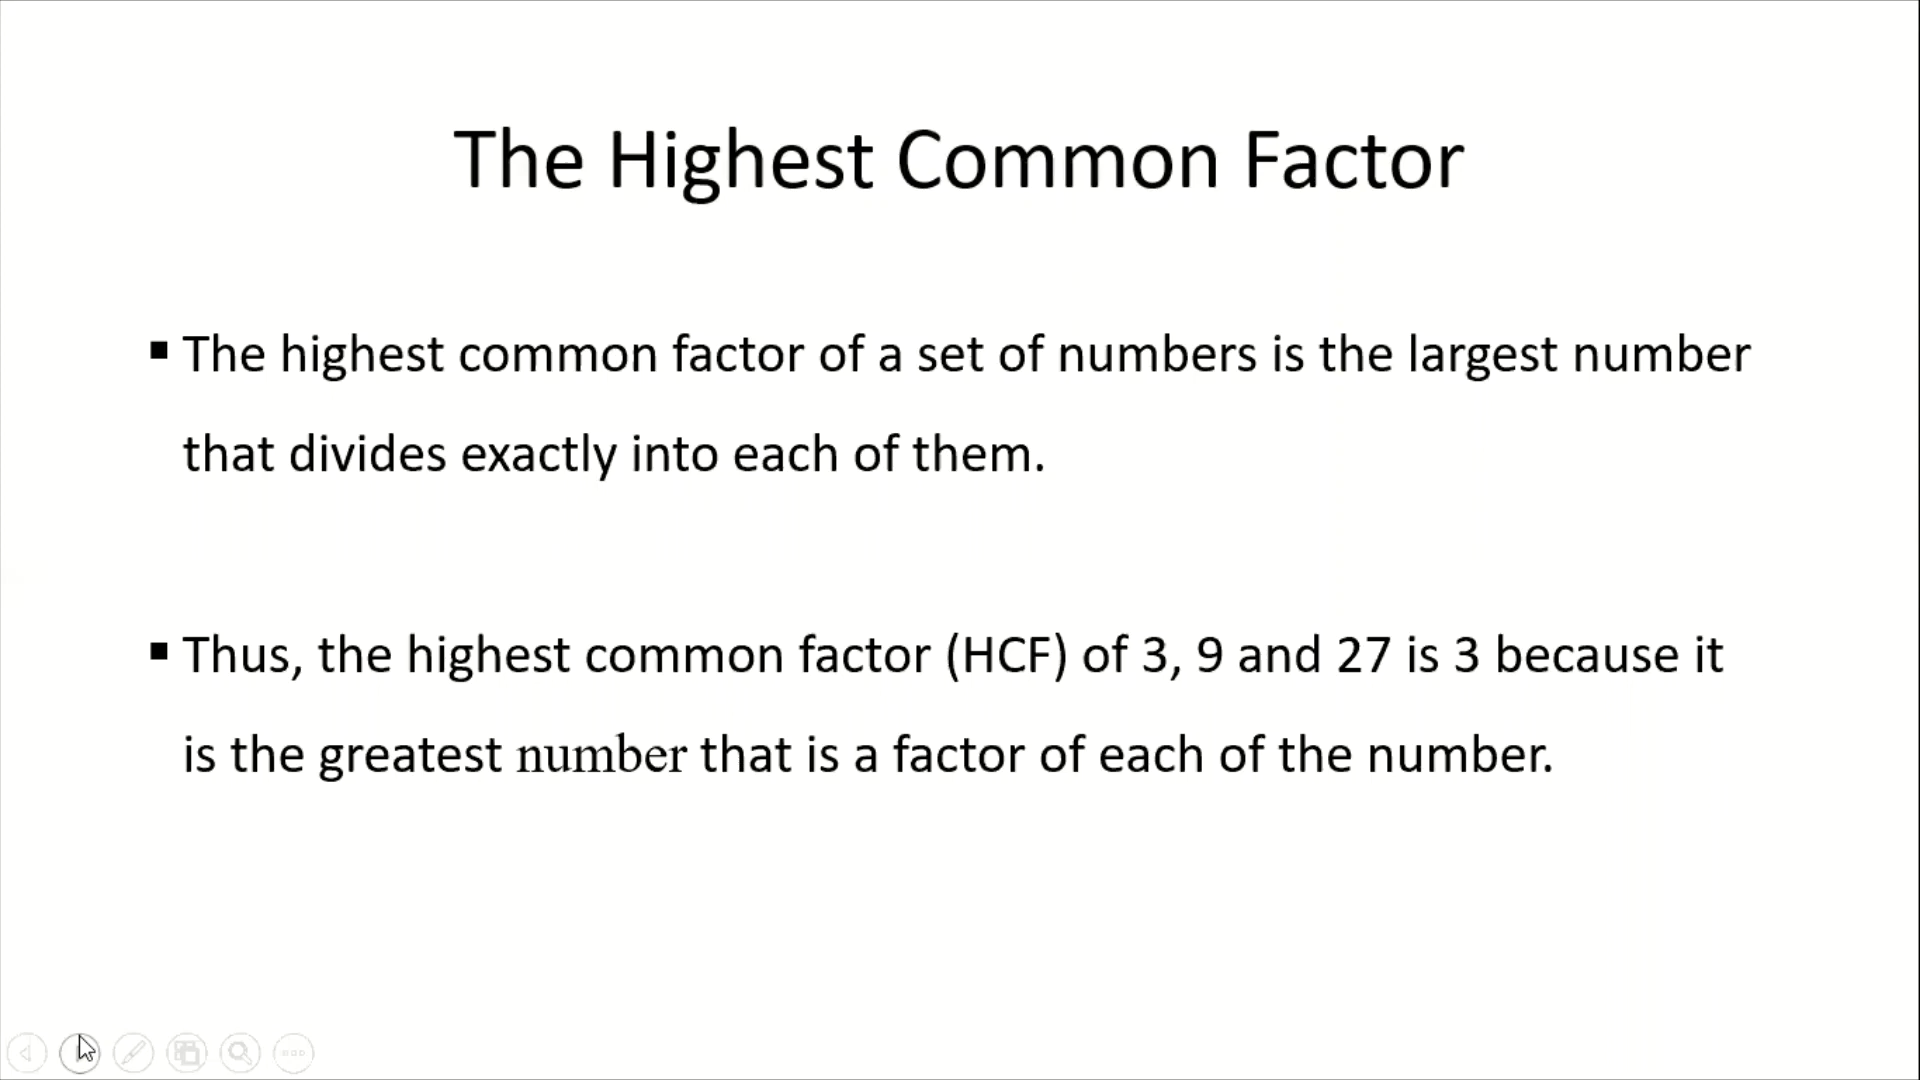 The Highest Common Factor
▪ The highest common factor of a set of numbers is the largest number
that divides exactly into each of them.
▪ Thus, the highest common factor (HCF) of 3, 9 and 27 is 3 because it
is the greatest number that is a factor of each of the number.